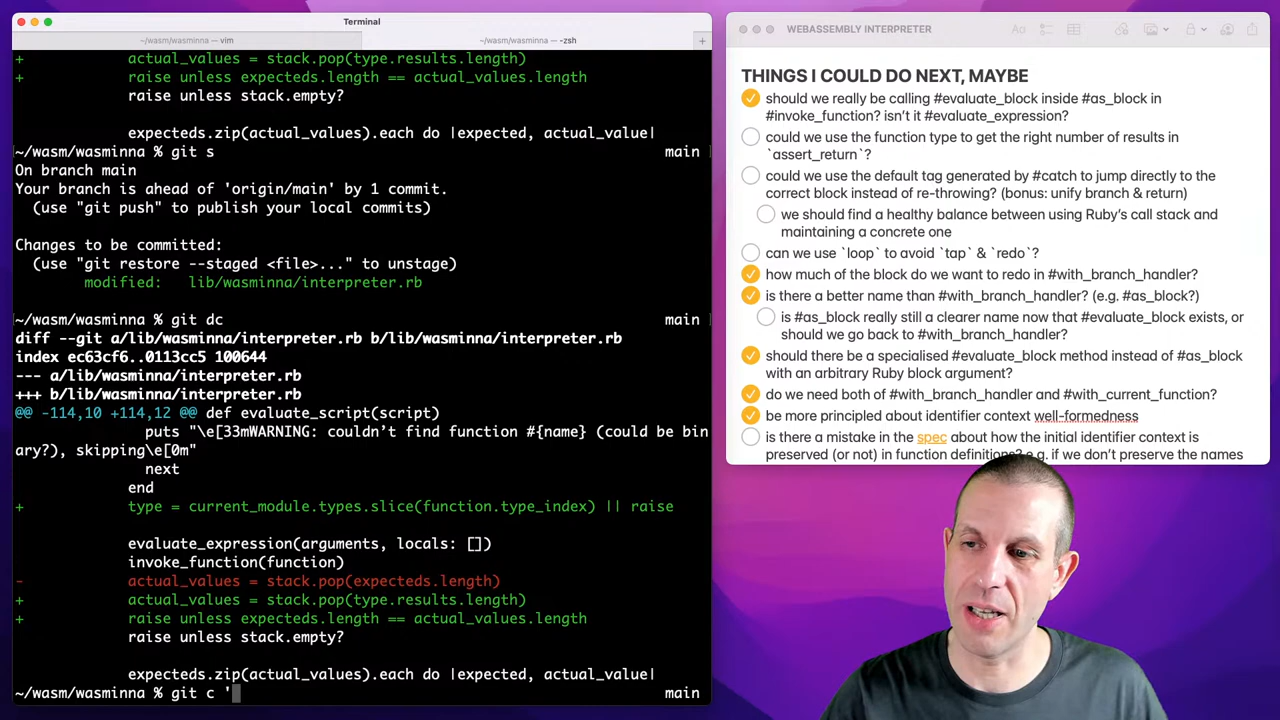 Terminal
~/wasm/wasminna — vim
~/wasm/wasminna — -zsh
+ actual_values = stack.pop(type.results.length)
+ raise unless expecteds.length == actual_values.length
raise unless stack.empty?
expecteds.zip(actual_values).each do |expected, actual_value|
~/wasm/wasminna % git s main
On branch main
Your branch is ahead of 'origin/main' by 1 commit.
(use "git push" to publish your local commits)
Changes to be committed:
(use "git restore --staged <file>..." to unstage)
modified: lib/wasminna/interpreter.rb
~/wasm/wasminna % git dc main
diff --git a/lib/wasminna/interpreter.rb b/lib/wasminna/interpreter.rb
index ec63cf6..0113cc5 100644
--- a/lib/wasminna/interpreter.rb
+++ b/lib/wasminna/interpreter.rb
@@ -114,10 +114,12 @@ def evaluate_script(script)
puts "\e[33mWARNING: couldn't find function #{name} (could be bin
ary?), skipping\e[0m"
next
end
+ type = current_module.types.slice(function.type_index) || raise
evaluate_expression(arguments, locals: [])
invoke_function(function)
- actual_values = stack.pop(expecteds.length)
+ actual_values = stack.pop(type.results.length)
+ raise unless expecteds.length == actual_values.length
raise unless stack.empty?
expecteds.zip(actual_values).each do |expected, actual_value|
~/wasm/wasminna % git c ' main
WEBASSEMBLY INTERPRETER
Aa
THINGS I COULD DO NEXT, MAYBE
should we really be calling #evaluate_block inside #as_block in
#invoke_function? isn't it #evaluate_expression?
could we use the function type to get the right number of results in
`assert_return`?
could we use the default tag generated by #catch to jump directly to the
correct block instead of re-throwing? (bonus: unify branch & return)
we should find a healthy balance between using Ruby's call stack and
maintaining a concrete one
can we use `loop` to avoid `tap` & `redo`?
how much of the block do we want to redo in #with_branch_handler?
is there a better name than #with_branch_handler? (e.g. #as_block?)
is #as_block really still a clearer name now that #evaluate_block exists, or
should we go back to #with_branch_handler?
should there be a specialised #evaluate_block method instead of #as_block
with an arbitrary Ruby block argument?
do we need both of #with_branch_handler and #with_current_function?
be more principled about identifier context well-formedness
is there a mistake in the spec about how the initial identifier context is
preserved (or not) in function definitions? e.g. if we don't preserve the names